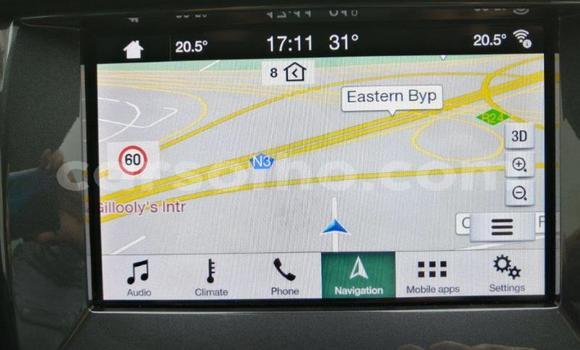 20.5° 17:11 31° 20.5°
8
Eastern Byp
R24
3D
60
N3
Gillooly's Intr
Audio Climate Phone Navigation Mobile apps Settings